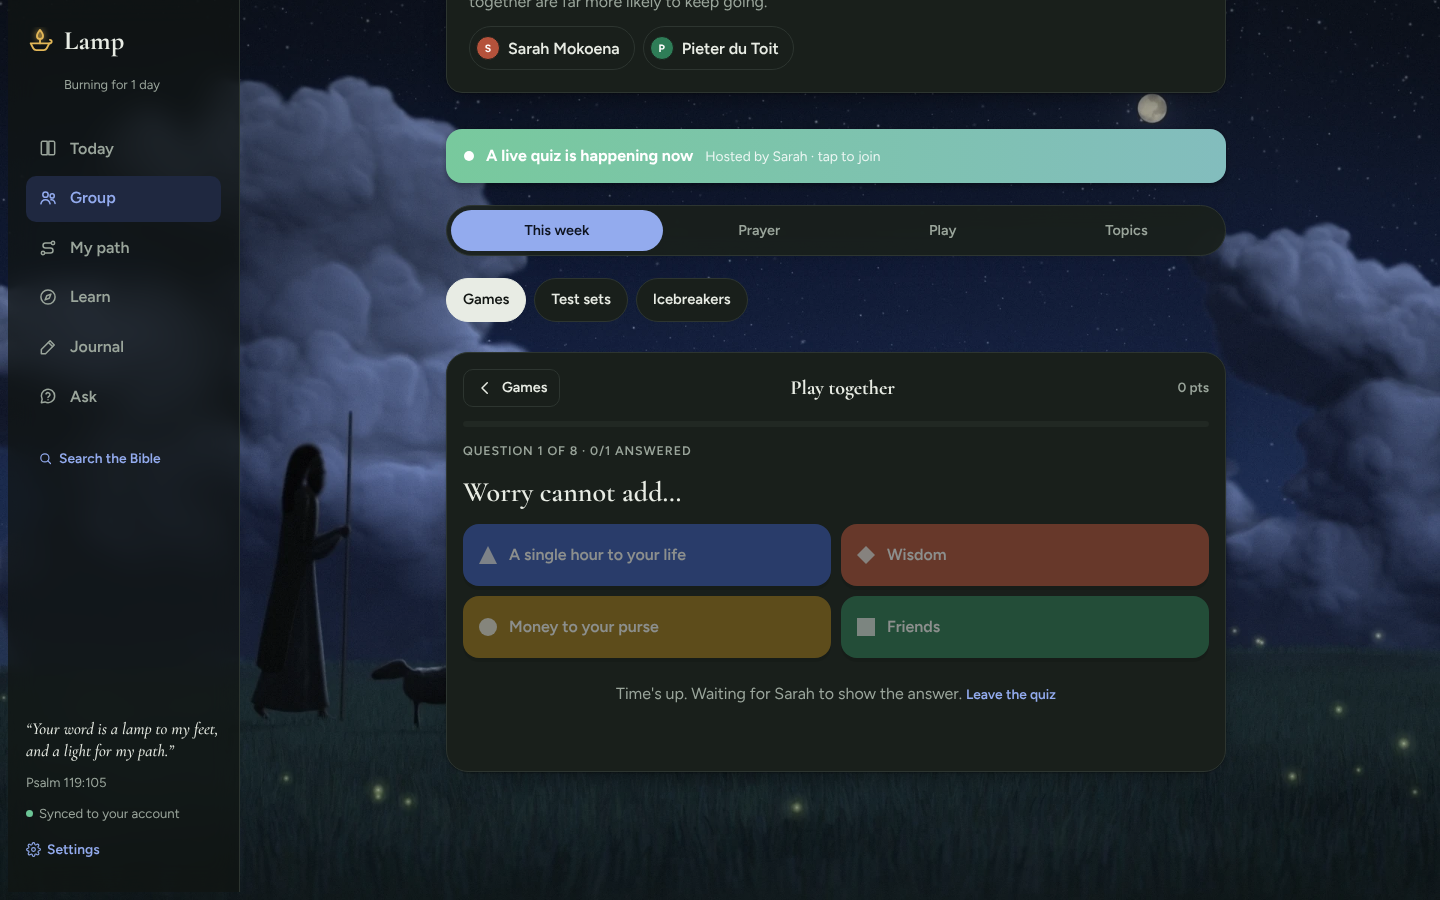 Lamp
Burning for 1 day
Today
Group
My path
Learn
Journal
Ask
Search the Bible
“Your word is a lamp to my feet,
and a light for my path.”
Psalm 119:105
Synced to your account
Settings
together are far more likely to keep going.
S Sarah Mokoena
P Pieter du Toit
A live quiz is happening now Hosted by Sarah · tap to join
This week Prayer Play Topics
Games Test sets Icebreakers
Games Play together 0 pts
QUESTION 1 OF 8 · 0/1 ANSWERED
Worry cannot add...
A single hour to your life
Wisdom
Money to your purse
Friends
Time's up. Waiting for Sarah to show the answer. Leave the quiz